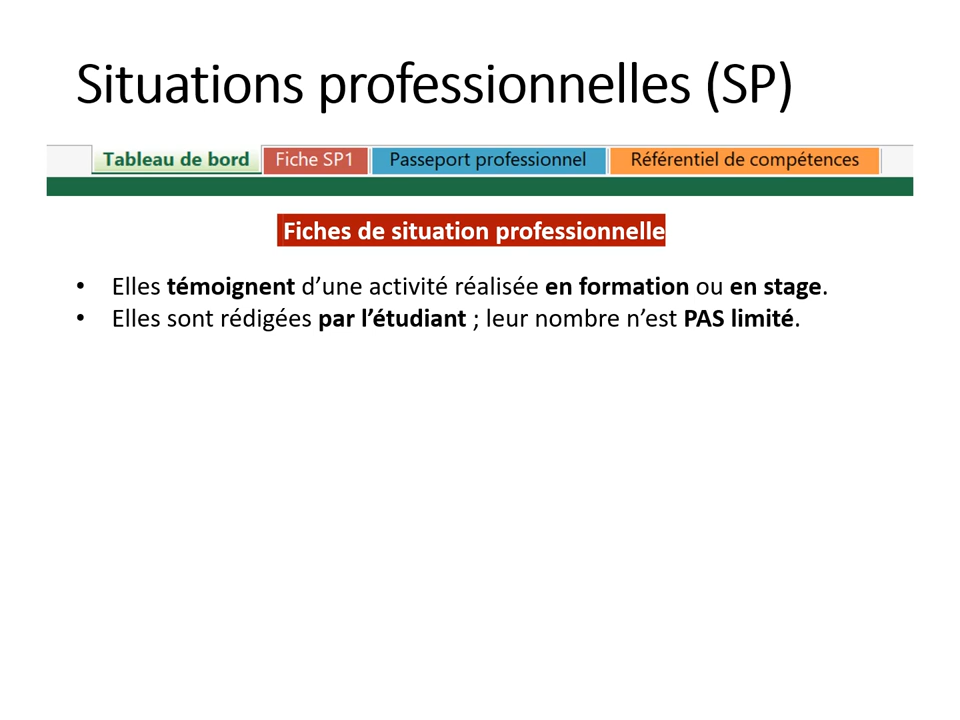 Situations professionnelles (SP)
Tableau de bord Fiche SP1 Passeport professionnel Référentiel de compétences
Fiches de situation professionnelle
• Elles témoignent d’une activité réalisée en formation ou en stage.
• Elles sont rédigées par l’étudiant ; leur nombre n’est PAS limité.